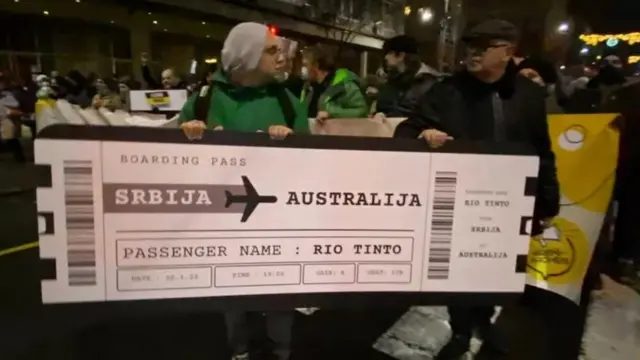 BOARDING PASS
SRBIJA
AUSTRALIJA
PASSENGER NAME : RIO TINTO
RIO TINTO
SRBIJA
AUSTRALIJA